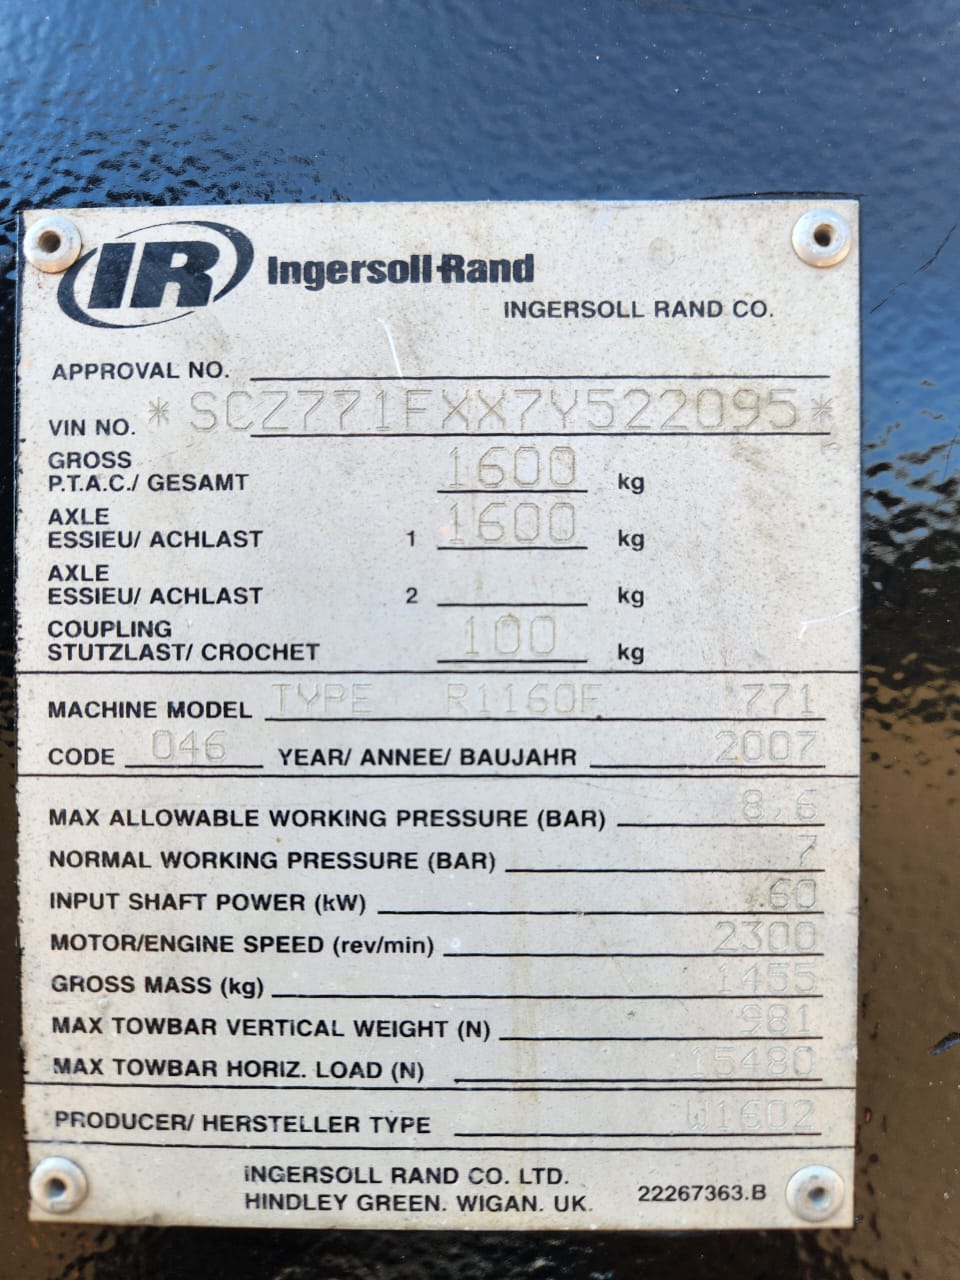 IR Ingersoll-Rand
INGERSOLL RAND CO.
APPROVAL NO.
VIN NO. *SCZ771FXX7Y522095*
GROSS
P.T.A.C./ GESAMT 1600 kg
AXLE
ESSIEU/ ACHLAST 1 1600 kg
AXLE
ESSIEU/ ACHLAST 2 kg
COUPLING
STUTZLAST/ CROCHET 100 kg
MACHINE MODEL TYPE R1160F 771
CODE 046 YEAR/ ANNEE/ BAUJAHR 2007
MAX ALLOWABLE WORKING PRESSURE (BAR) 8,6
NORMAL WORKING PRESSURE (BAR) 7
INPUT SHAFT POWER (kW) 60
MOTOR/ENGINE SPEED (rev/min) 2300
GROSS MASS (kg) 1455
MAX TOWBAR VERTICAL WEIGHT (N) 981
MAX TOWBAR HORIZ. LOAD (N) 15480
PRODUCER/ HERSTELLER TYPE W1602
INGERSOLL RAND CO. LTD.
HINDLEY GREEN. WIGAN. UK.
22267363.B